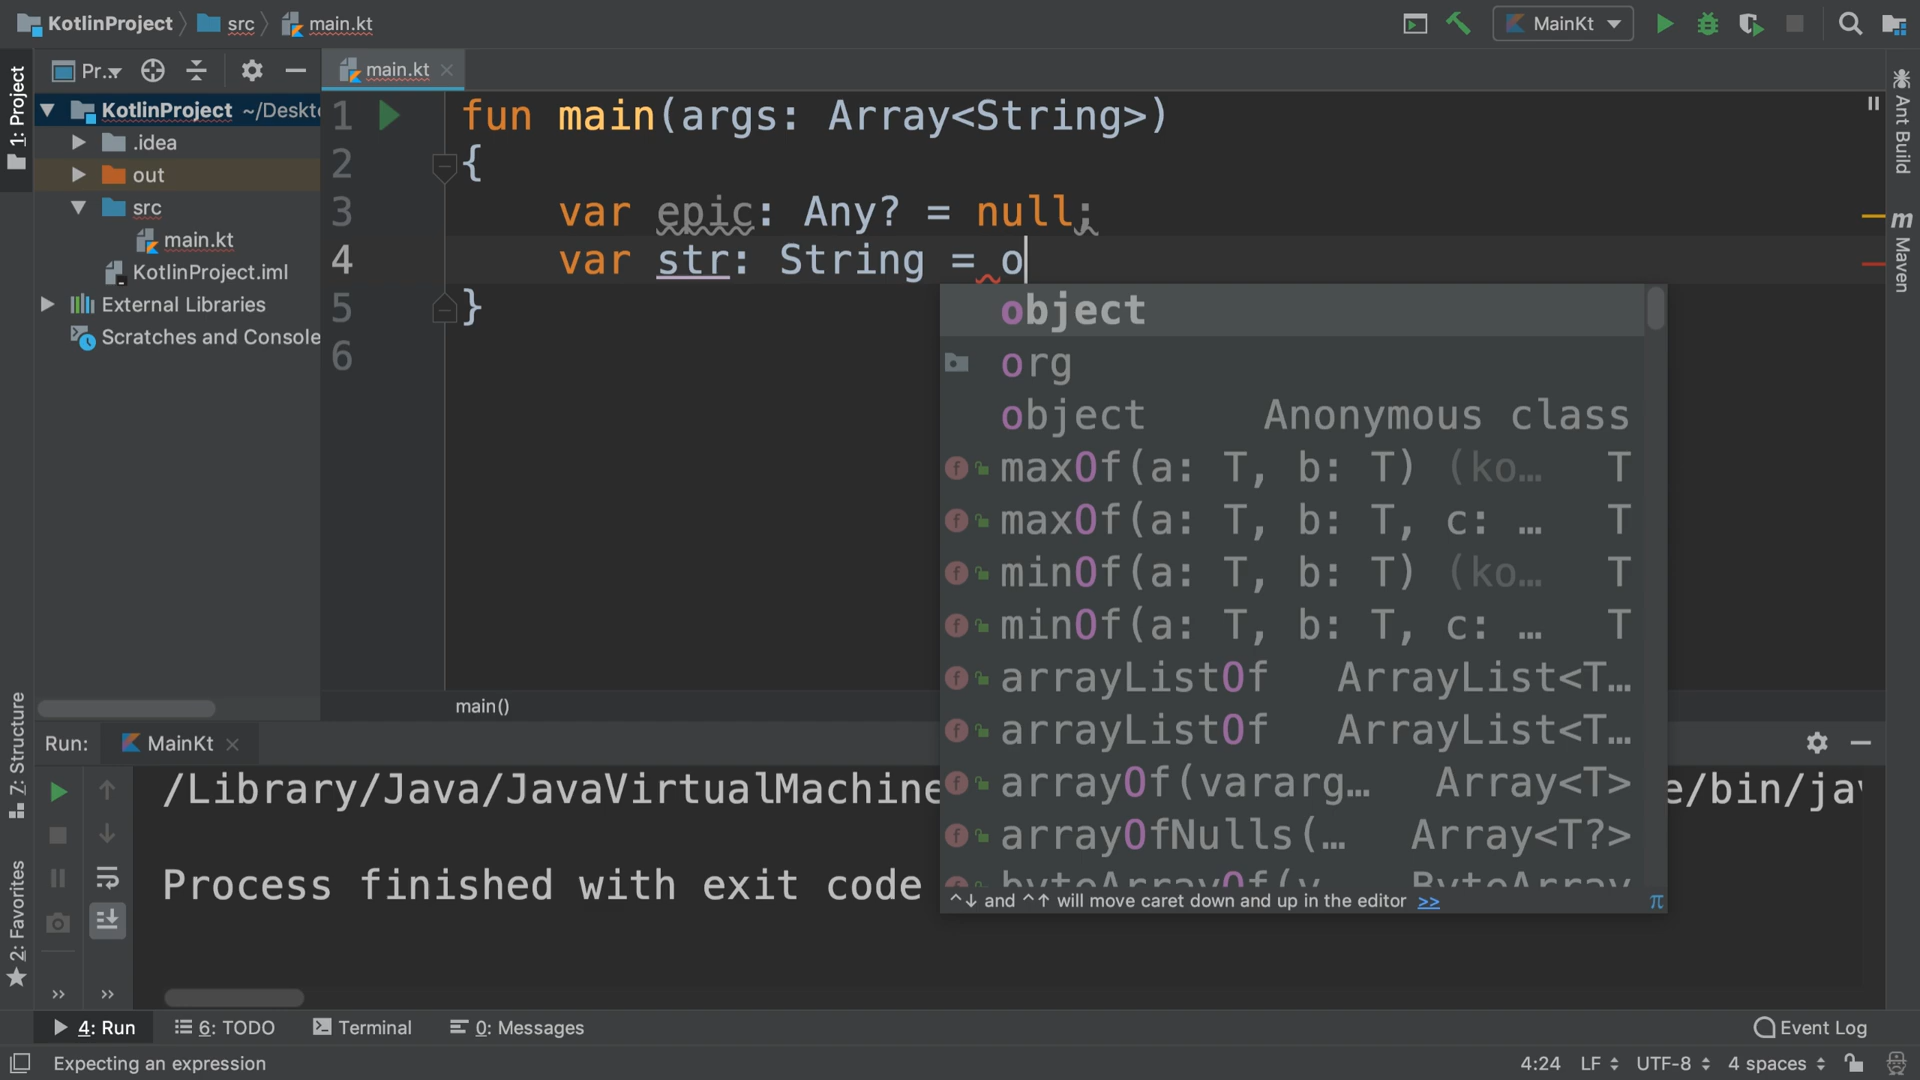 KotlinProject src main.kt MainKt
Pr... main.kt
1: Project
KotlinProject ~/Deskt
.idea
out
src
main.kt
KotlinProject.iml
External Libraries
Scratches and Console
1 fun main(args: Array<String>)
2 {
3 var epic: Any? = null;
4 var str: String = o
5 }
6
object
org
object Anonymous class
maxOf(a: T, b: T) (ko… T
maxOf(a: T, b: T, c: … T
minOf(a: T, b: T) (ko… T
minOf(a: T, b: T, c: … T
arrayListOf ArrayList<T…
arrayListOf ArrayList<T…
arrayOf(vararg… Array<T>
arrayOfNulls(… Array<T?>
byteArrayOf(v… ByteArray
^↓ and ^↑ will move caret down and up in the editor >> π
Ant Build
Maven
main()
7: Structure
2: Favorites
Run: MainKt
/Library/Java/JavaVirtualMachine e/bin/jav
Process finished with exit code
4: Run 6: TODO Terminal 0: Messages Event Log
Expecting an expression 4:24 LF UTF-8 4 spaces